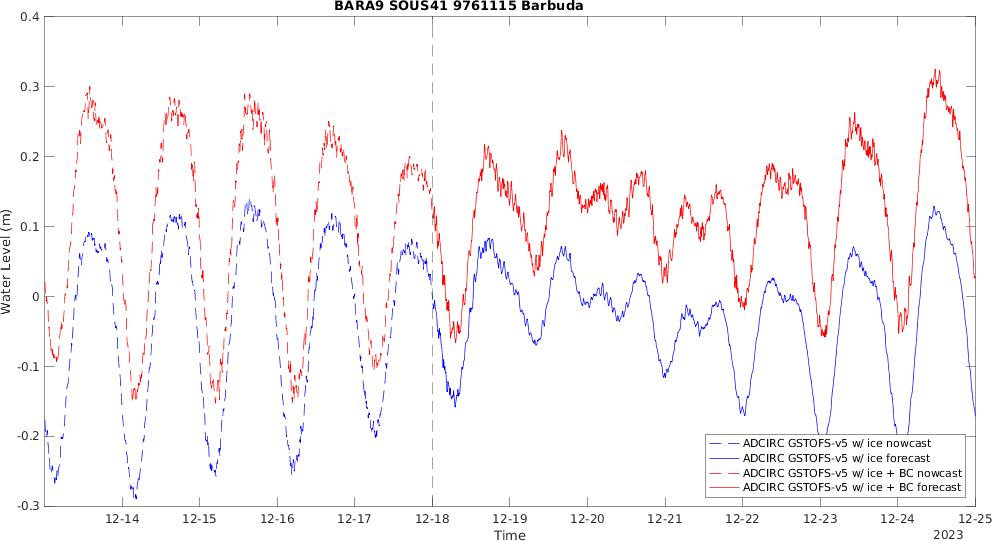 BARA9 SOUS41 9761115 Barbuda
0.4
0.3
0.2
0.1
0
-0.1
-0.2
-0.3
Water Level (m)
ADCIRC GSTOFS-v5 w/ ice nowcast
ADCIRC GSTOFS-v5 w/ ice forecast
ADCIRC GSTOFS-v5 w/ ice + BC nowcast
ADCIRC GSTOFS-v5 w/ ice + BC forecast
12-14 12-15 12-16 12-17 12-18 12-19 12-20 12-21 12-22 12-23 12-24 12-25
Time
2023